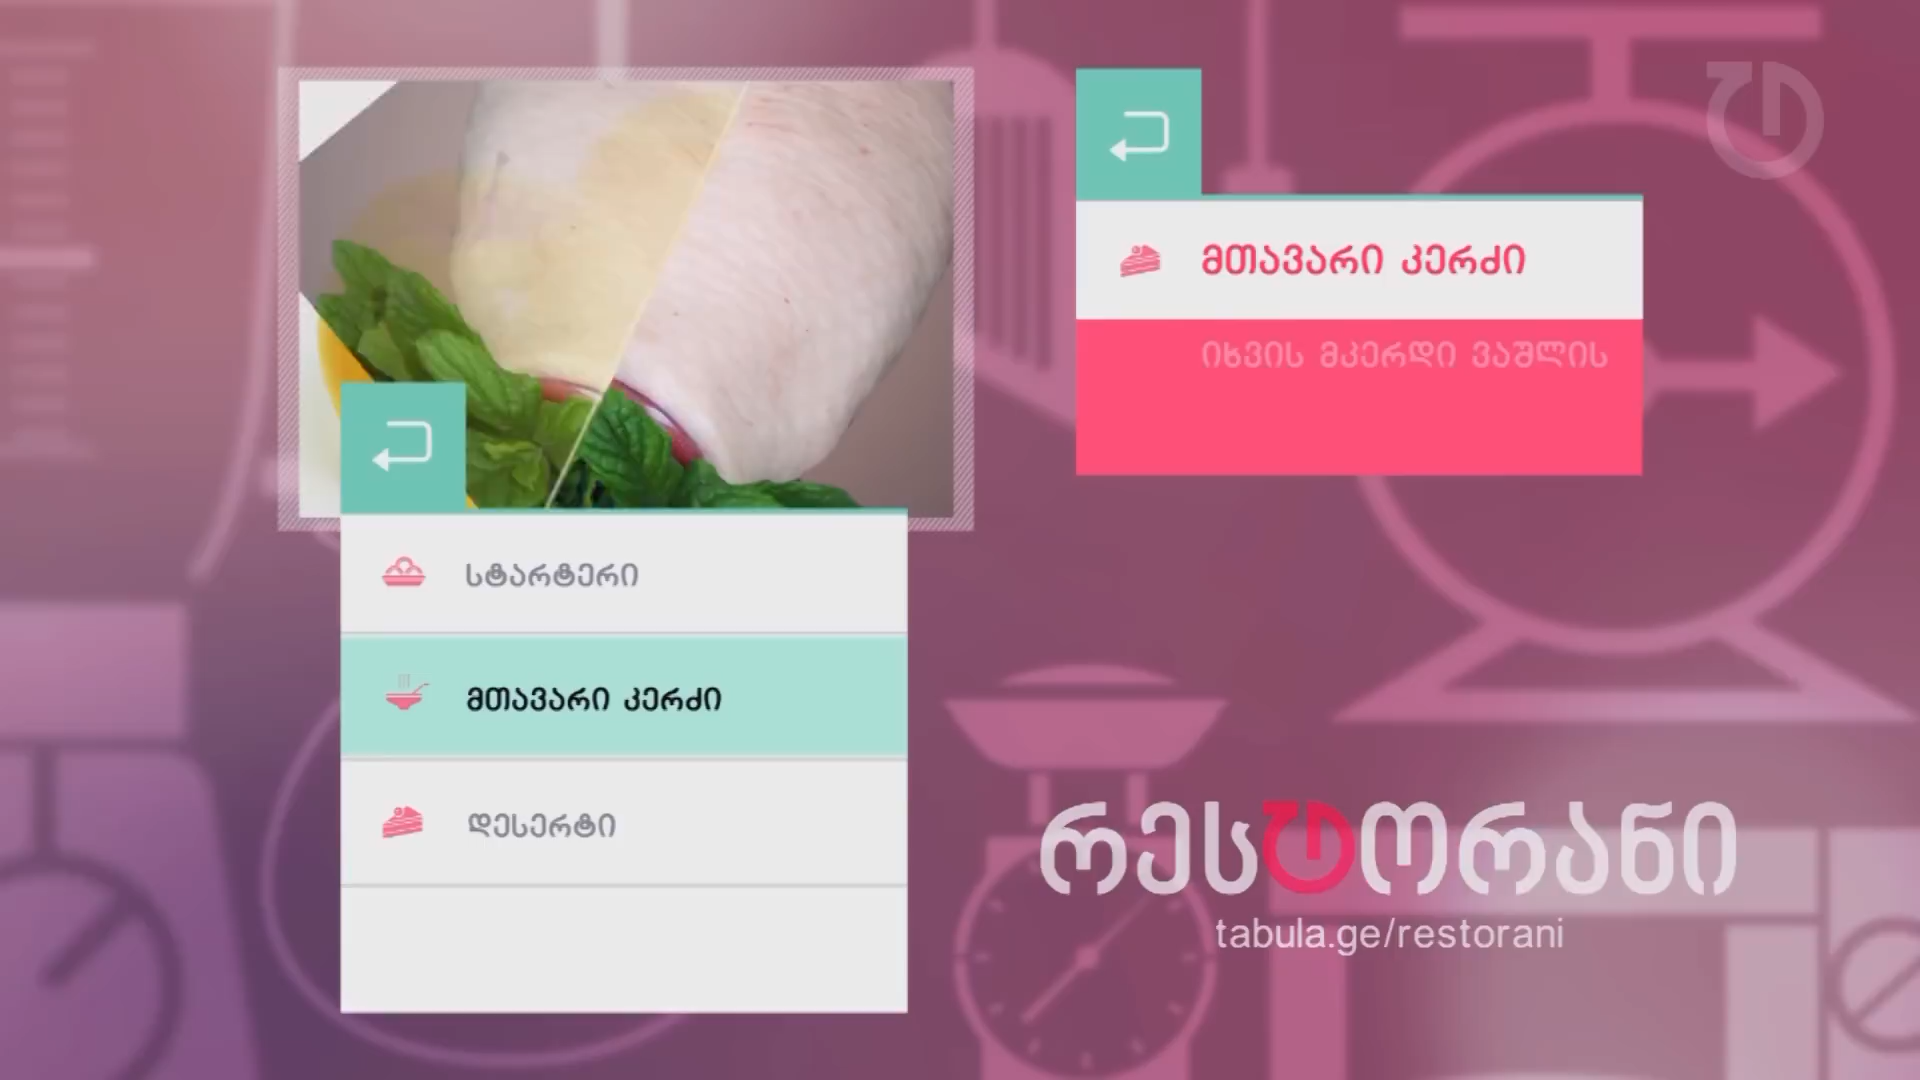 მთავარი კერძი
იხვის მკერდი ვაშლის
სტარტერი
მთავარი კერძი
დესერტი
რესტორანი
tabula.ge/restorani